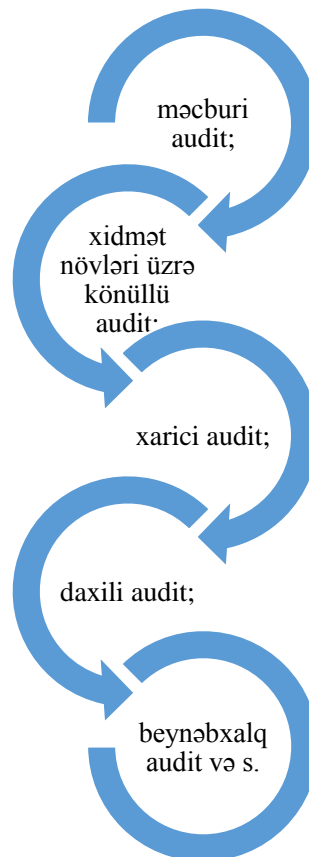 məcburi
audit;
xidmət
növləri üzrə
könüllü
audit;
xarici audit;
daxili audit;
beynəbxalq
audit və s.